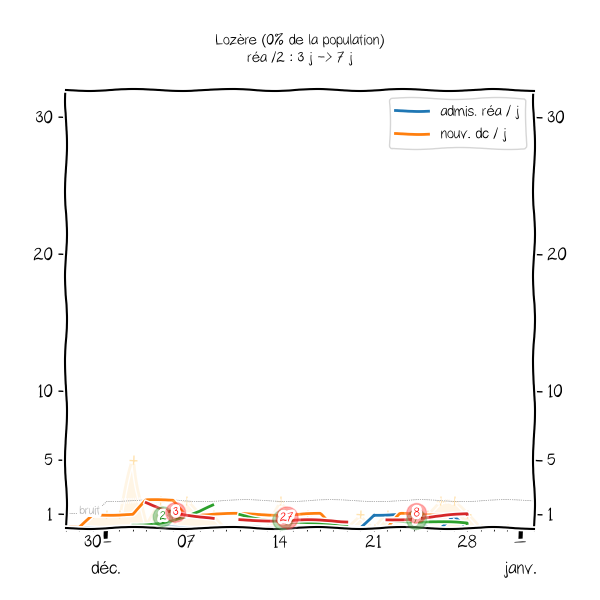 Lozère (0% de la population)
réa /2 : 3 j -> 7 j
admis. réa / j
nouv. dc / j
30 30
20 20
10 10
5 5
bruit
1 1
2 3 27 8
30 07 14 21 28
déc. janv.